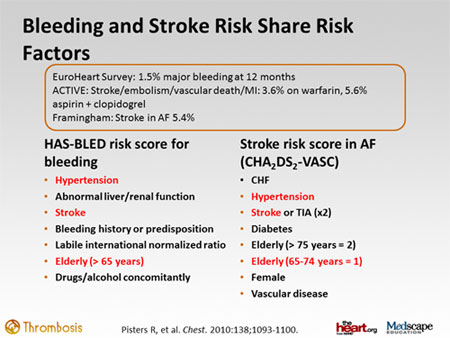 Bleeding and Stroke Risk Share Risk
Factors
EuroHeart Survey: 1.5% major bleeding at 12 months
ACTIVE: Stroke/embolism/vascular death/MI: 3.6% on warfarin, 5.6%
aspirin + clopidogrel
Framingham: Stroke in AF 5.4%
HAS-BLED risk score for
bleeding
• Hypertension
• Abnormal liver/renal function
• Stroke
• Bleeding history or predisposition
• Labile international normalized ratio
• Elderly (> 65 years)
• Drugs/alcohol concomitantly
Stroke risk score in AF
(CHA2DS2-VASC)
• CHF
• Hypertension
• Stroke or TIA (x2)
• Diabetes
• Elderly (> 75 years = 2)
• Elderly (65-74 years = 1)
• Female
• Vascular disease
Thrombosis
Pisters R, et al. Chest. 2010:138;1093-1100.
theheart.org
Medscape
EDUCATION